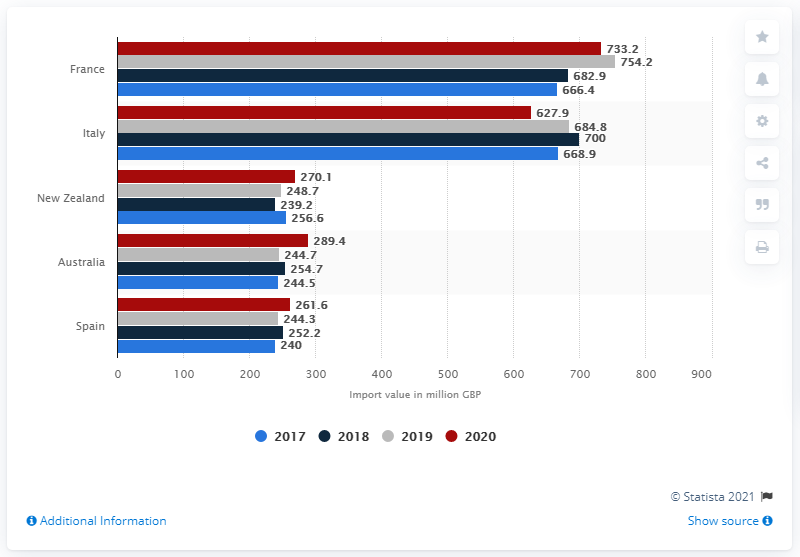 France
733.2
754.2
682.9
666.4
Italy
627.9
684.8
700
668.9
New Zealand
270.1
248.7
239.2
256.6
Australia
289.4
244.7
254.7
244.5
Spain
261.6
244.3
252.2
240
0 100 200 300 400 500 600 700 800 900
Import value in million GBP
2017 2018 2019 2020
© Statista 2021
Additional Information Show source